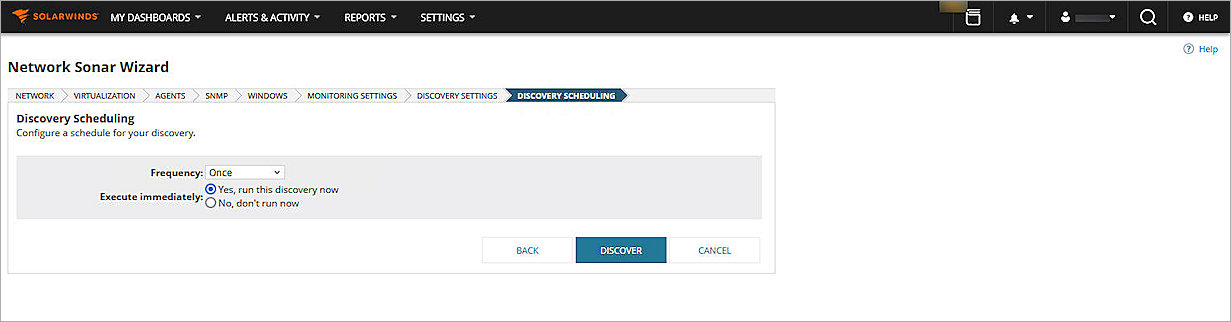 SOLARWINDS MY DASHBOARDS ALERTS & ACTIVITY REPORTS SETTINGS HELP
Help
Network Sonar Wizard
NETWORK VIRTUALIZATION AGENTS SNMP WINDOWS MONITORING SETTINGS DISCOVERY SETTINGS DISCOVERY SCHEDULING
Discovery Scheduling
Configure a schedule for your discovery.
Frequency: Once
Yes, run this discovery now
Execute immediately:
No, don't run now
BACK DISCOVER CANCEL